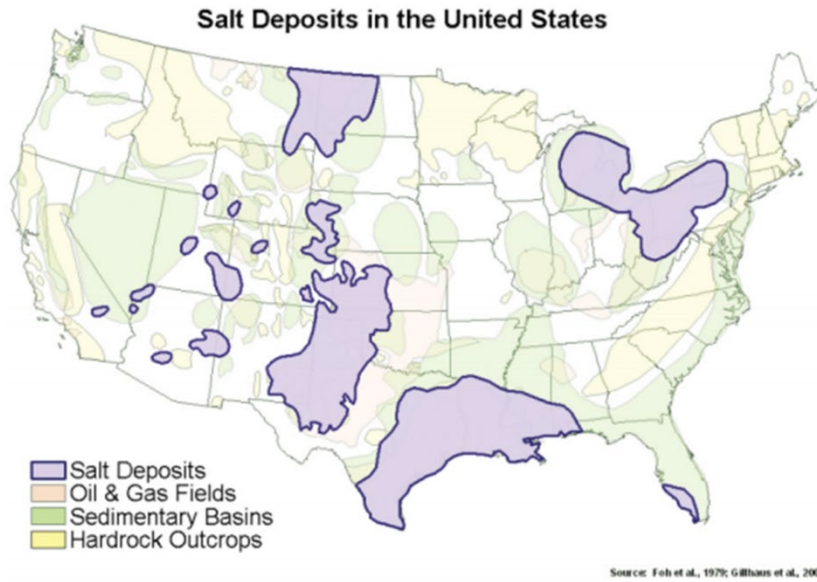 Salt Deposits in the United States
Salt Deposits
Oil & Gas Fields
Sedimentary Basins
Hardrock Outcrops
Source: Foh et al., 1979; Gillhaus et al.,